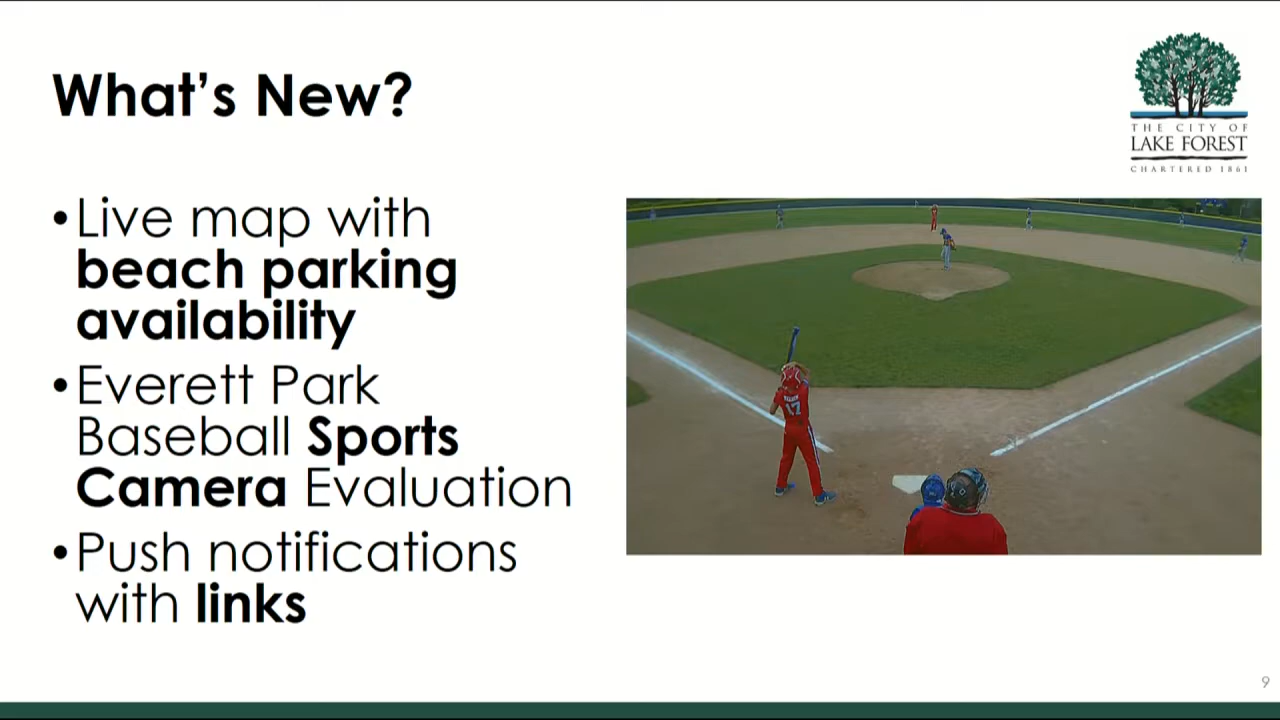 What's New?
THE CITY OF
LAKE FOREST
CHARTERED 1861
•Live map with
beach parking
availability
•Everett Park
Baseball Sports
Camera Evaluation
•Push notifications
with links
17
9